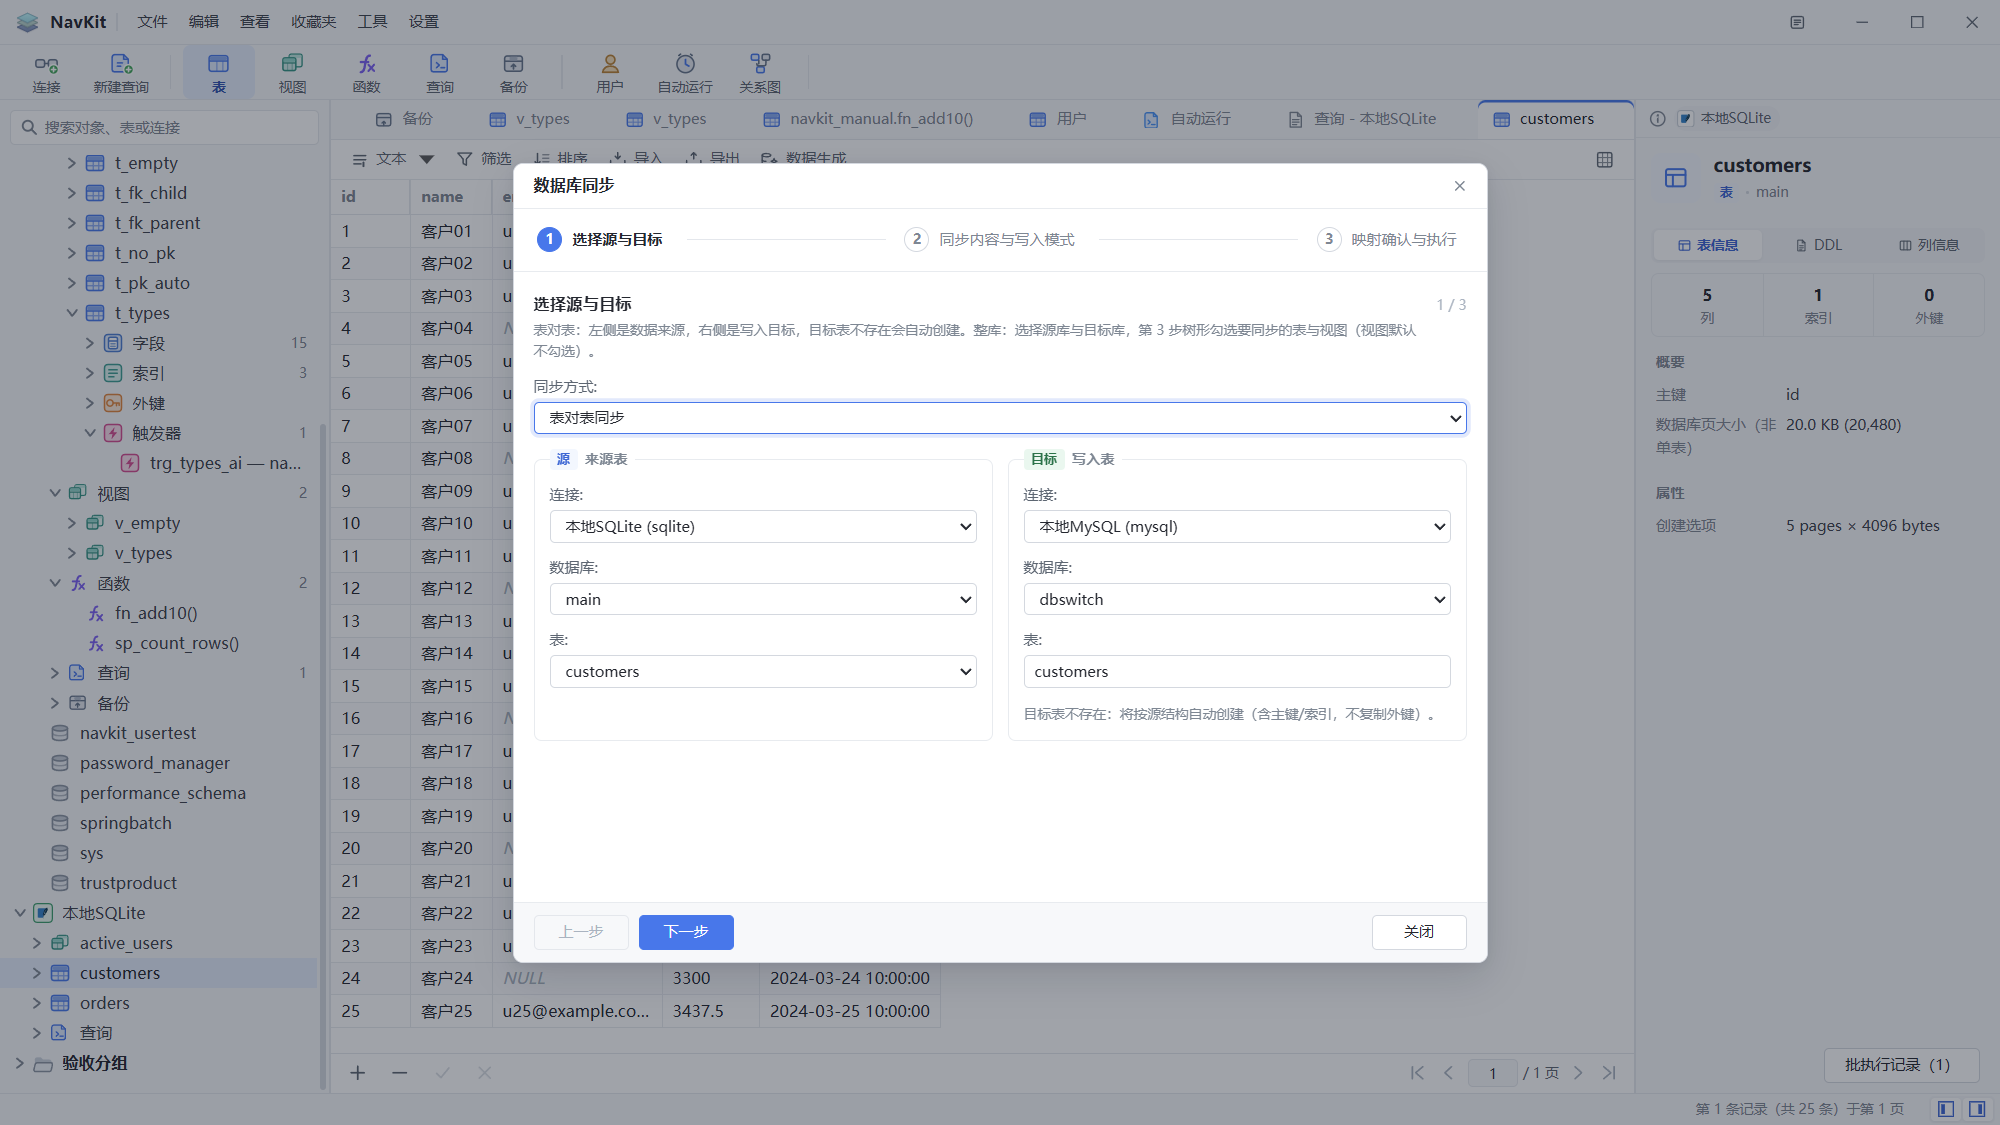 NavKit 文件 编辑 查看 收藏夹 工具 设置
连接 新建查询 表 视图 函数 查询 备份 用户 自动运行 关系图
搜索对象、表或连接
t_empty
t_fk_child
t_fk_parent
t_no_pk
t_pk_auto
t_types
字段 15
索引 3
外键
触发器 1
trg_types_ai — na...
视图 2
v_empty
v_types
函数 2
fn_add10()
sp_count_rows()
查询 1
备份
navkit_usertest
password_manager
performance_schema
springbatch
sys
trustproduct
本地SQLite
active_users
customers
orders
查询
验收分组
备份 v_types v_types navkit_manual.fn_add10() 用户 自动运行 查询 - 本地SQLite customers
文本 筛选 排序 导入 导出 数据生成
id name e
1 客户01 u
2 客户02 u
3 客户03 u
4 客户04 N
5 客户05 u
6 客户06 u
7 客户07 u
8 客户08 N
9 客户09 u
10 客户10 u
11 客户11 u
12 客户12 N
13 客户13 u
14 客户14 u
15 客户15 u
16 客户16 N
17 客户17 u
18 客户18 u
19 客户19 u
20 客户20 N
21 客户21 u
22 客户22 u
23 客户23 u
24 客户24 NULL 3300 2024-03-24 10:00:00
25 客户25 u25@example.co... 3437.5 2024-03-25 10:00:00
1 / 1 页
数据库同步
1 选择源与目标 2 同步内容与写入模式 3 映射确认与执行
选择源与目标 1 / 3
表对表：左侧是数据来源，右侧是写入目标，目标表不存在会自动创建。整库：选择源库与目标库，第 3 步树形勾选要同步的表与视图（视图默认
不勾选）。
同步方式:
表对表同步
源 来源表
连接:
本地SQLite (sqlite)
数据库:
main
表:
customers
目标 写入表
连接:
本地MySQL (mysql)
数据库:
dbswitch
表:
customers
目标表不存在：将按源结构自动创建（含主键/索引，不复制外键）。
上一步 下一步 关闭
本地SQLite
customers
表 · main
表信息 DDL 列信息
5 1 0
列 索引 外键
概要
主键 id
数据库页大小（非 20.0 KB (20,480)
单表）
属性
创建选项 5 pages × 4096 bytes
批执行记录（1）
第 1 条记录（共 25 条）于第 1 页